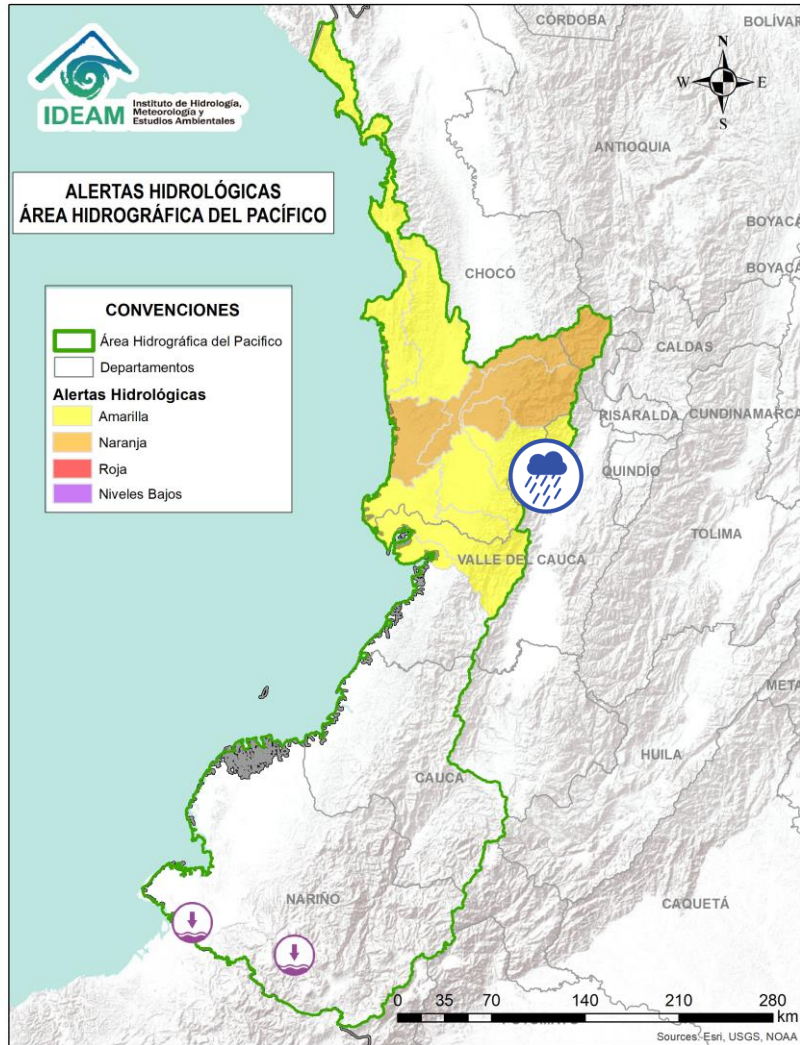 CÓRDOBA
BOLÍVAR
IDEAM
Instituto de Hidrología,
Meteorología y
Estudios Ambientales
N
W
E
S
ANTIOQUIA
ALERTAS HIDROLÓGICAS
ÁREA HIDROGRÁFICA DEL PACÍFICO
BOYACÁ
BOYACÁ
CHOCÓ
CONVENCIONES
Área Hidrográfica del Pacifico
Departamentos
Alertas Hidrológicas
Amarilla
Naranja
Roja
Niveles Bajos
CALDAS
RISARALDA
CUNDINAMARCA
QUINDÍO
TOLIMA
VALLE DEL CAUCA
META
HUILA
CAUCA
NARIÑO
CAQUETÁ
0 35 70 140 210 280
km
Sources: Esri, USGS, NOAA